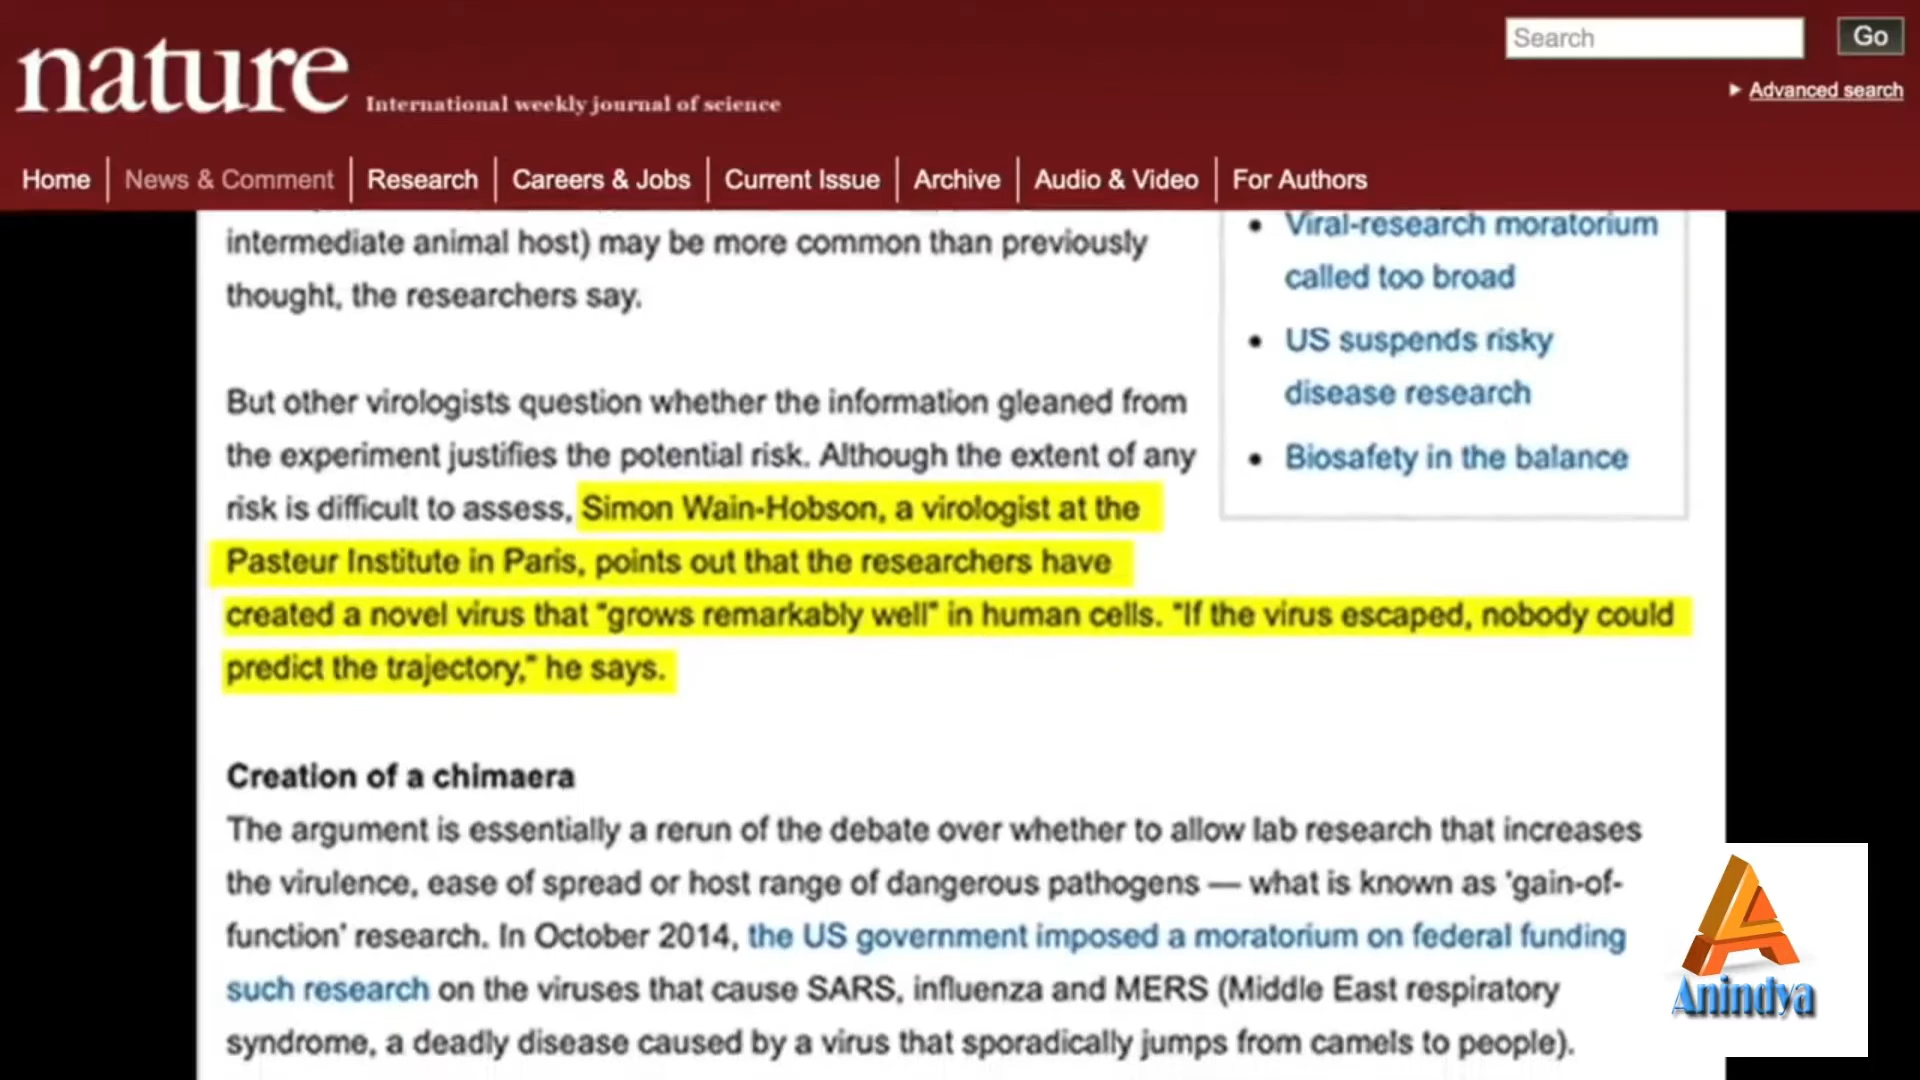 nature International weekly journal of science
Search Go
Advanced search
Home News & Comment Research Careers & Jobs Current Issue Archive Audio & Video For Authors
intermediate animal host) may be more common than previously
thought, the researchers say.
But other virologists question whether the information gleaned from
the experiment justifies the potential risk. Although the extent of any
risk is difficult to assess, Simon Wain-Hobson, a virologist at the
Pasteur Institute in Paris, points out that the researchers have
created a novel virus that "grows remarkably well" in human cells. "If the virus escaped, nobody could
predict the trajectory," he says.
Viral-research moratorium
called too broad
US suspends risky
disease research
Biosafety in the balance
Creation of a chimaera
The argument is essentially a rerun of the debate over whether to allow lab research that increases
the virulence, ease of spread or host range of dangerous pathogens — what is known as 'gain-of-
function' research. In October 2014, the US government imposed a moratorium on federal funding
such research on the viruses that cause SARS, influenza and MERS (Middle East respiratory
syndrome, a deadly disease caused by a virus that sporadically jumps from camels to people).
Anindya